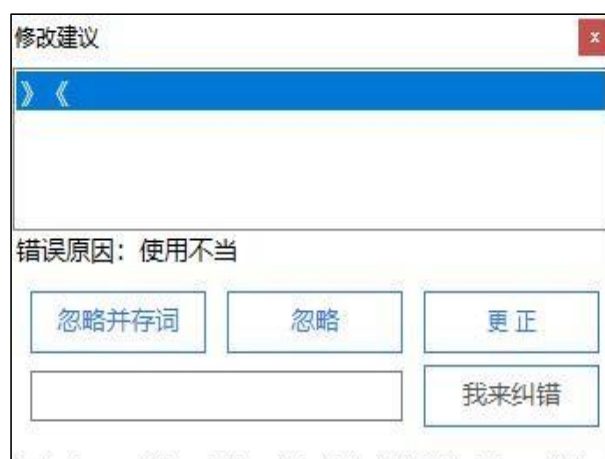 修改建议 x
》《
错误原因：使用不当
忽略并存词 忽略 更正
我来纠错